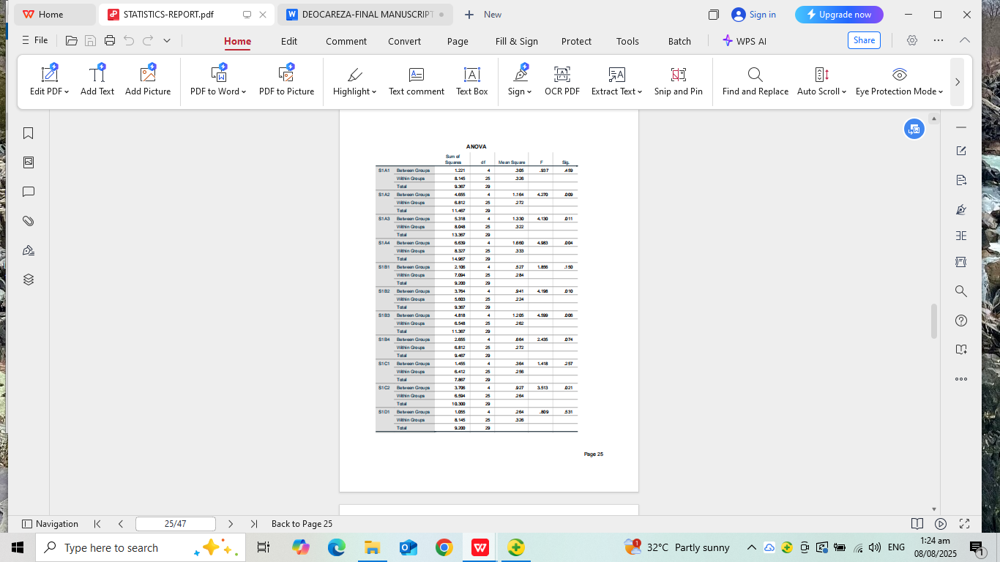 Home
STATISTICS-REPORT.pdf
DEOCAREZA-FINAL MANUSCRIPT
New
Sign in
Upgrade now
File
Home Edit Comment Convert Page Fill & Sign Protect Tools Batch WPS AI
Share
Edit PDF Add Text Add Picture PDF to Word PDF to Picture Highlight Text comment Text Box Sign OCR PDF Extract Text Snip and Pin Find and Replace Auto Scroll Eye Protection Mode
ANOVA
Sum of Squares df Mean Square F Sig.
S1A1 Between Groups 1.221 4 .305 .937 .459
Within Groups 8.145 25 .326
Total 9.367 29
S1A2 Between Groups 4.655 4 1.164 4.270 .009
Within Groups 6.812 25 .272
Total 11.467 29
S1A3 Between Groups 5.318 4 1.330 4.130 .011
Within Groups 8.048 25 .322
Total 13.367 29
S1A4 Between Groups 6.639 4 1.660 4.983 .004
Within Groups 8.327 25 .333
Total 14.967 29
S1B1 Between Groups 2.106 4 .527 1.856 .150
Within Groups 7.094 25 .284
Total 9.200 29
S1B2 Between Groups 3.764 4 .941 4.198 .010
Within Groups 5.603 25 .224
Total 9.367 29
S1B3 Between Groups 4.818 4 1.205 4.599 .006
Within Groups 6.548 25 .262
Total 11.367 29
S1B4 Between Groups 2.655 4 .664 2.435 .074
Within Groups 6.812 25 .272
Total 9.467 29
S1C1 Between Groups 1.455 4 .364 1.418 .257
Within Groups 6.412 25 .256
Total 7.867 29
S1C2 Between Groups 3.706 4 .927 3.513 .021
Within Groups 6.594 25 .264
Total 10.300 29
S1D1 Between Groups 1.055 4 .264 .809 .531
Within Groups 8.145 25 .326
Total 9.200 29
Page 25
Navigation
25/47
Back to Page 25
Type here to search
32°C Partly sunny
ENG
1:24 am
08/08/2025